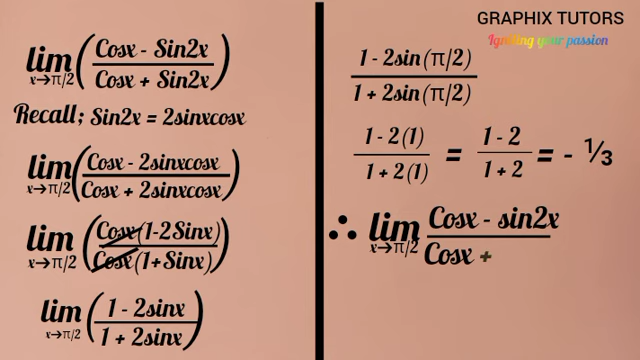 GRAPHIX TUTORS
Igniting your passion
lim x→π/2 (Cosx - Sin2x / Cosx + Sin2x)
Recall; Sin2x = 2sinxcosx
lim x→π/2 (Cosx - 2sinxcosx / Cosx + 2sinxcosx)
lim x→π/2 (Cosx(1-2Sinx) / Cosx(1+Sinx))
lim x→π/2 (1 - 2sinx / 1 + 2sinx)
1 - 2sin(π/2) / 1 + 2sin(π/2)
1 - 2(1) / 1 + 2(1) = 1 - 2 / 1 + 2 = - ⅓
∴ lim x→π/2 Cosx - sin2x / Cosx +